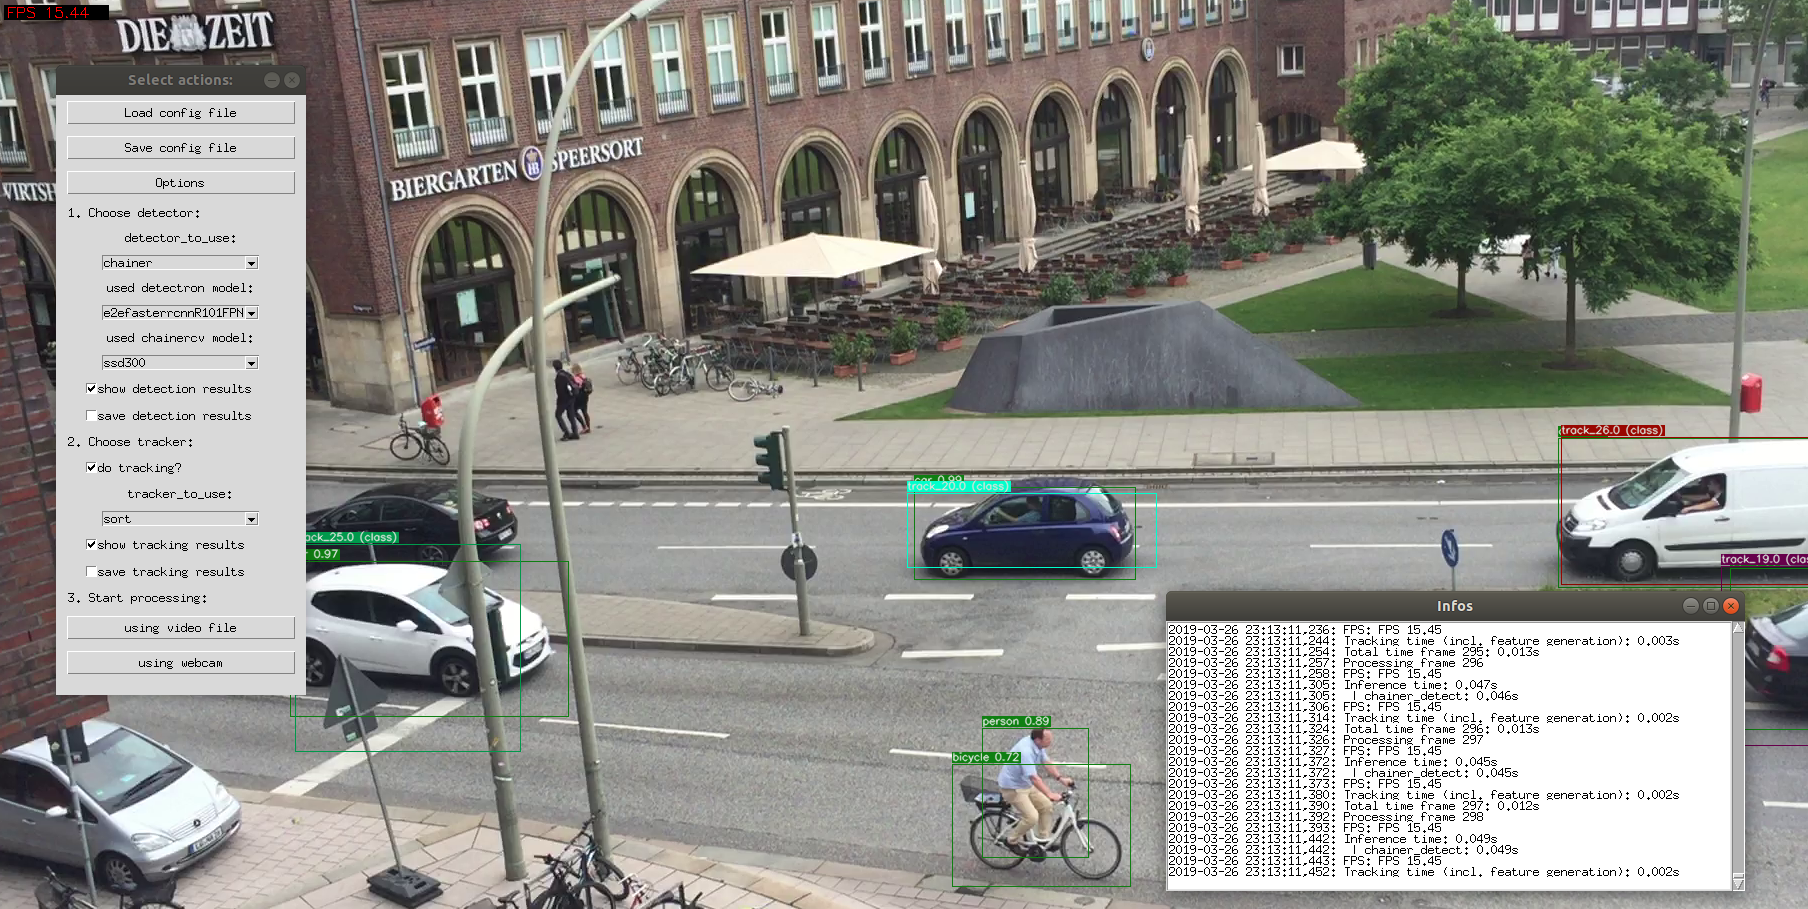 FPS 15.44
DIE ZEIT
BIERGARTEN SPEERSORT
WIRTSH
Select actions:
Load config file
Save config file
Options
1. Choose detector:
detector_to_use:
chainer
used detectron model:
e2efasterrcnnR101FPN
used chainercv model:
ssd300
show detection results
save detection results
2. Choose tracker:
do tracking?
tracker_to_use:
sort
show tracking results
save tracking results
3. Start processing:
using video file
using webcam
track_26.0 (class)
car 0.99
track_20.0 (class)
ack_25.0 (class)
r 0.97
track_19.0 (clas
person 0.89
bicycle 0.72
Infos
2019-03-26 23:13:11,236: FPS: FPS 15.45
2019-03-26 23:13:11,244: Tracking time (incl. feature generation): 0.003s
2019-03-26 23:13:11,254: Total time frame 295: 0.013s
2019-03-26 23:13:11,257: Processing frame 296
2019-03-26 23:13:11,258: FPS: FPS 15.45
2019-03-26 23:13:11,305: Inference time: 0.047s
2019-03-26 23:13:11,305: | chainer_detect: 0.046s
2019-03-26 23:13:11,306: FPS: FPS 15.45
2019-03-26 23:13:11,314: Tracking time (incl. feature generation): 0.002s
2019-03-26 23:13:11,324: Total time frame 296: 0.013s
2019-03-26 23:13:11,326: Processing frame 297
2019-03-26 23:13:11,327: FPS: FPS 15.45
2019-03-26 23:13:11,372: Inference time: 0.045s
2019-03-26 23:13:11,372: | chainer_detect: 0.045s
2019-03-26 23:13:11,373: FPS: FPS 15.45
2019-03-26 23:13:11,380: Tracking time (incl. feature generation): 0.002s
2019-03-26 23:13:11,390: Total time frame 297: 0.012s
2019-03-26 23:13:11,392: Processing frame 298
2019-03-26 23:13:11,393: FPS: FPS 15.45
2019-03-26 23:13:11,442: Inference time: 0.049s
2019-03-26 23:13:11,442: | chainer_detect: 0.049s
2019-03-26 23:13:11,443: FPS: FPS 15.45
2019-03-26 23:13:11,452: Tracking time (incl. feature generation): 0.002s